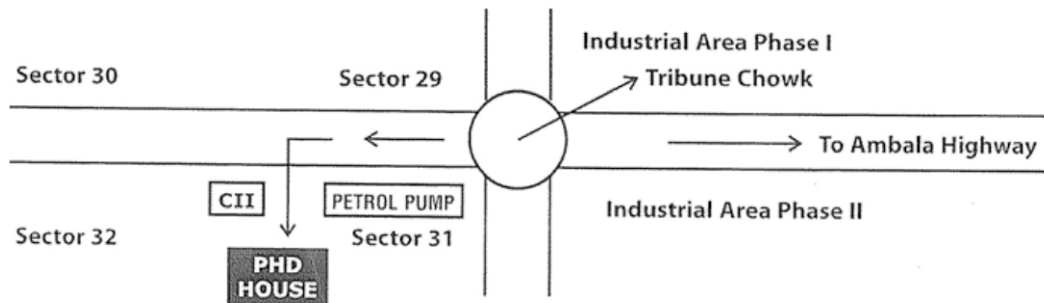 Industrial Area Phase I
Sector 30
Sector 29
Tribune Chowk
To Ambala Highway
CII
PETROL PUMP
Industrial Area Phase II
Sector 32
Sector 31
PHD
HOUSE